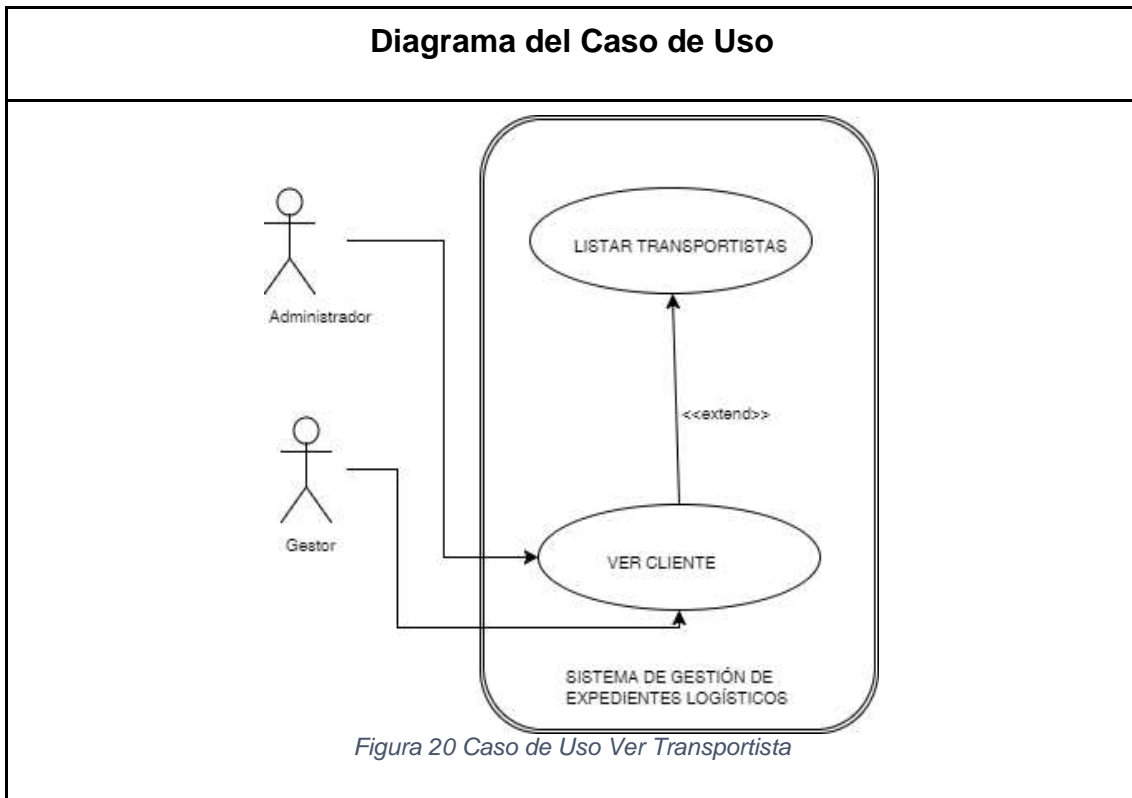 Diagrama del Caso de Uso
LISTAR TRANSPORTISTAS
Administrador
<<extend>>
Gestor
VER CLIENTE
SISTEMA DE GESTIÓN DE
EXPEDIENTES LOGÍSTICOS
Figura 20 Caso de Uso Ver Transportista